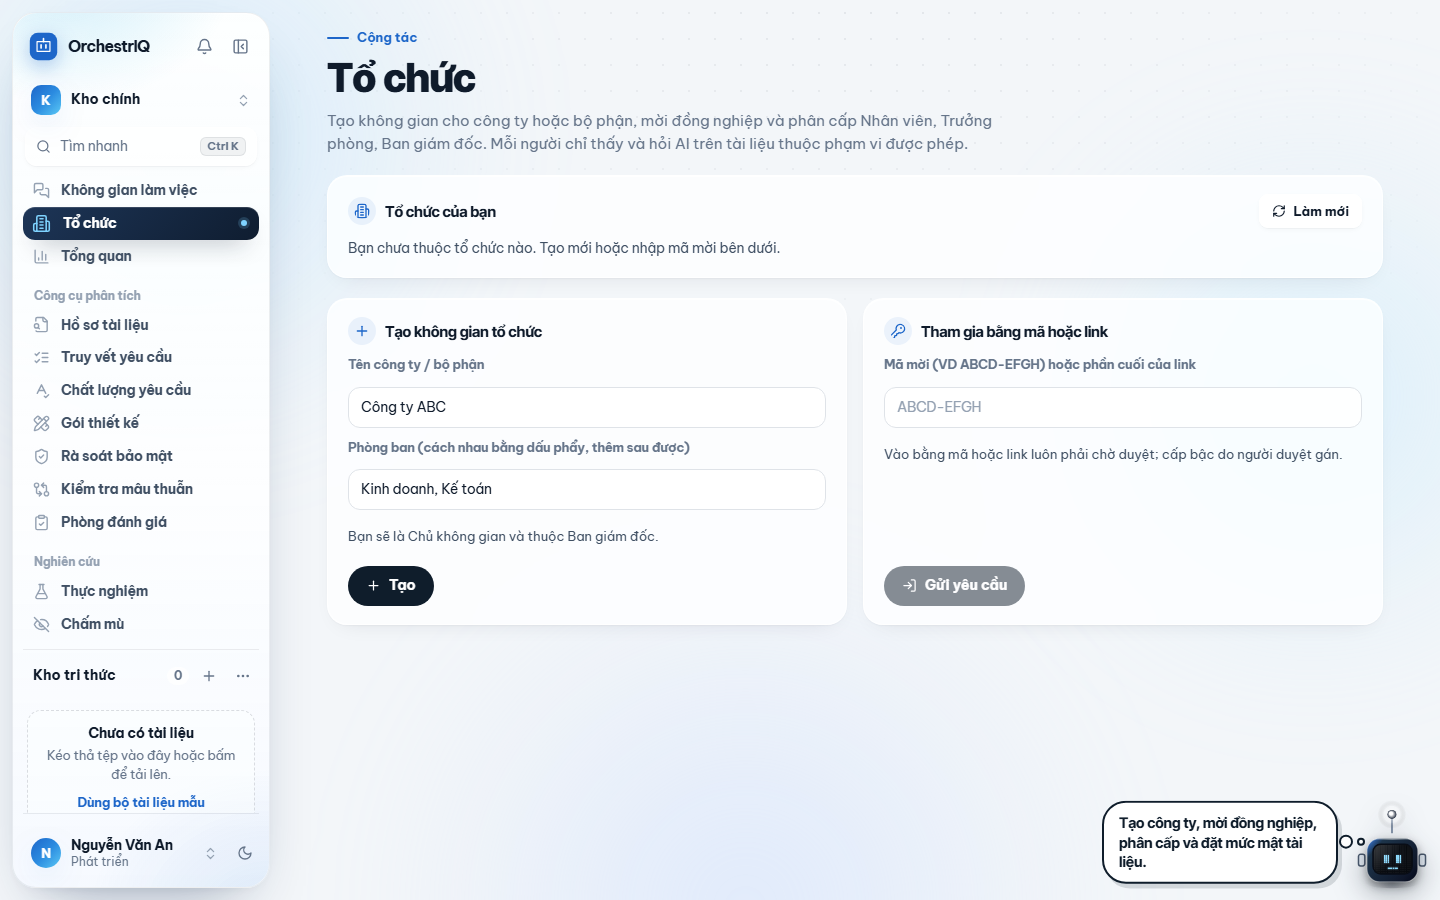 OrchestrIQ
K
Kho chính
Tìm nhanh
Ctrl K
Không gian làm việc
Tổ chức
Tổng quan
Công cụ phân tích
Hồ sơ tài liệu
Truy vết yêu cầu
Chất lượng yêu cầu
Gói thiết kế
Rà soát bảo mật
Kiểm tra mâu thuẫn
Phòng đánh giá
Nghiên cứu
Thực nghiệm
Chấm mù
Kho tri thức
0
Chưa có tài liệu
Kéo thả tệp vào đây hoặc bấm
để tải lên.
Dùng bộ tài liệu mẫu
N
Nguyễn Văn An
Phát triển
Cộng tác
Tổ chức
Tạo không gian cho công ty hoặc bộ phận, mời đồng nghiệp và phân cấp Nhân viên, Trưởng
phòng, Ban giám đốc. Mỗi người chỉ thấy và hỏi AI trên tài liệu thuộc phạm vi được phép.
Tổ chức của bạn
Làm mới
Bạn chưa thuộc tổ chức nào. Tạo mới hoặc nhập mã mời bên dưới.
Tạo không gian tổ chức
Tên công ty / bộ phận
Công ty ABC
Phòng ban (cách nhau bằng dấu phẩy, thêm sau được)
Kinh doanh, Kế toán
Bạn sẽ là Chủ không gian và thuộc Ban giám đốc.
Tạo
Tham gia bằng mã hoặc link
Mã mời (VD ABCD-EFGH) hoặc phần cuối của link
ABCD-EFGH
Vào bằng mã hoặc link luôn phải chờ duyệt; cấp bậc do người duyệt gán.
Gửi yêu cầu
Tạo công ty, mời đồng nghiệp,
phân cấp và đặt mức mật tài
liệu.